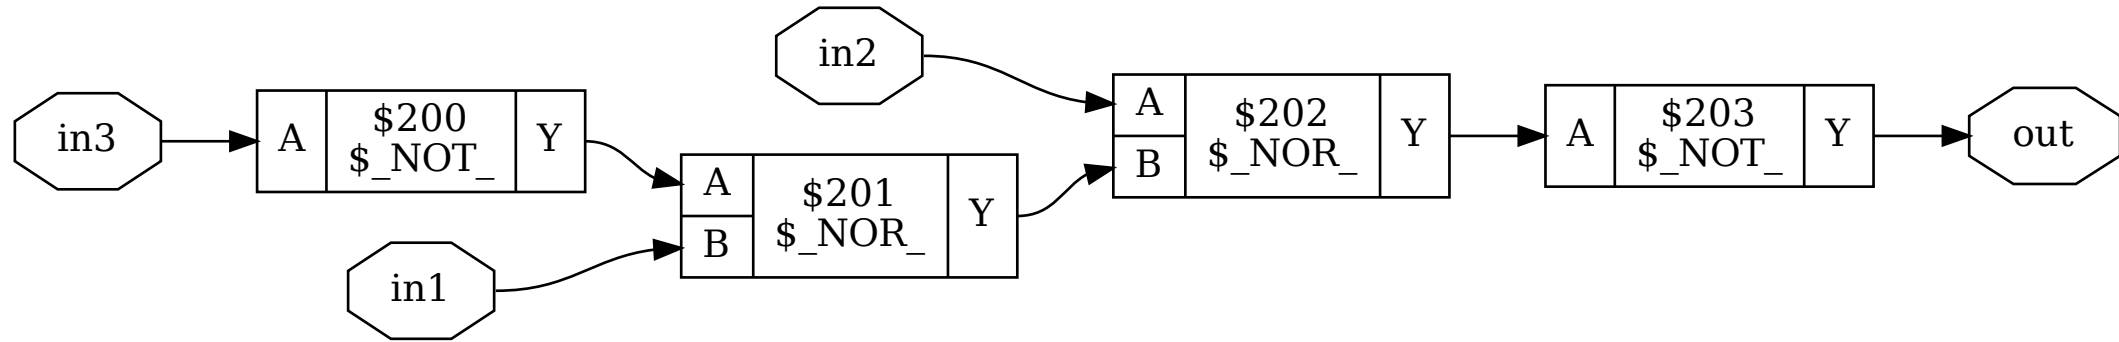 in3
A
$200
$_NOT_
Y
in1
A
B
$201
$_NOR_
Y
in2
A
B
$202
$_NOR_
Y
A
$203
$_NOT_
Y
out